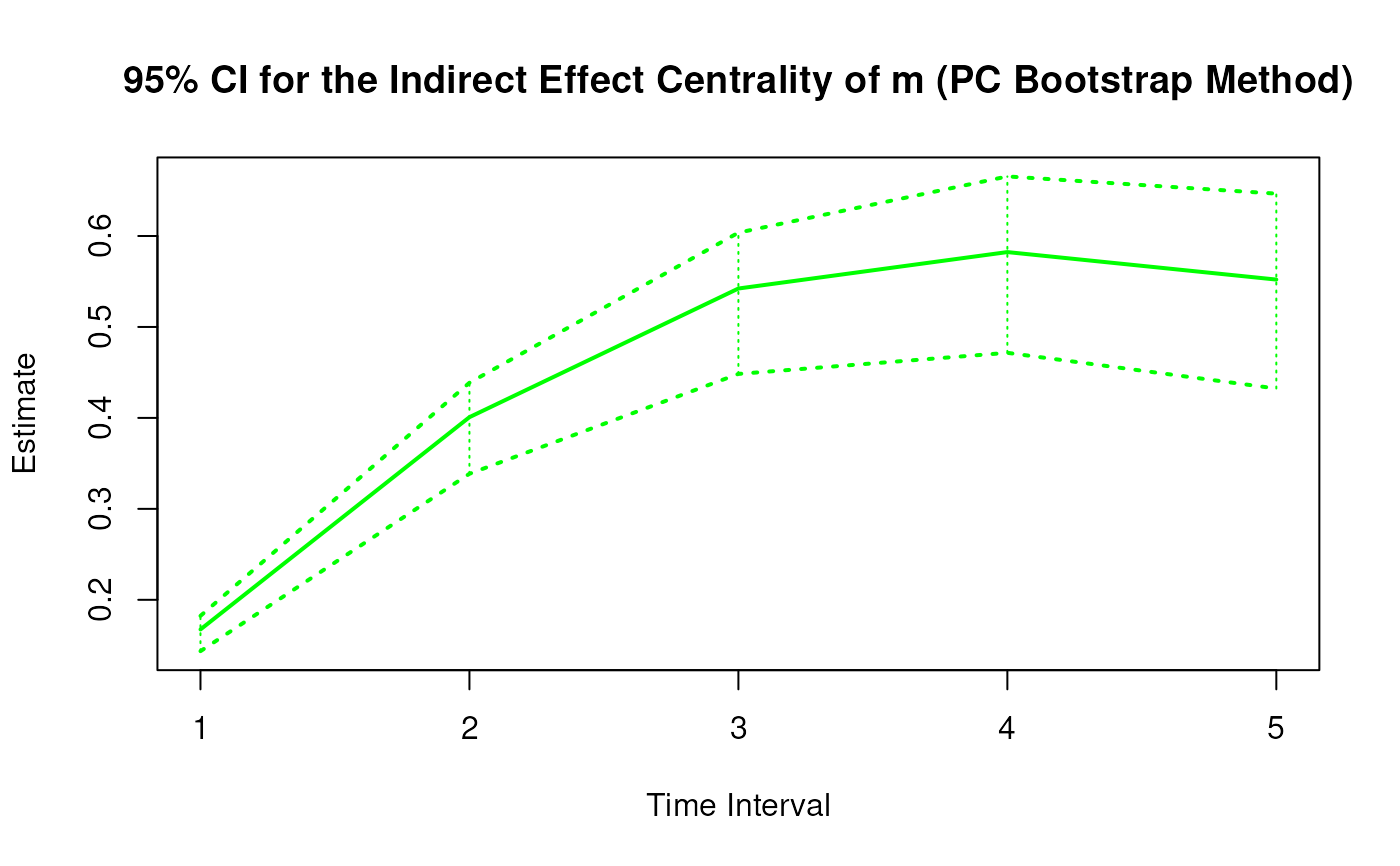 95% CI for the Indirect Effect Centrality of m (PC Bootstrap Method)
Estimate
0.6
0.5
0.4
0.3
0.2
1 2 3 4 5
Time Interval